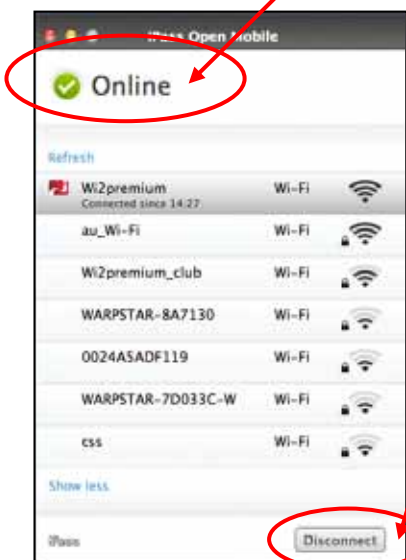 iPass Open Mobile
Online
Refresh
Wi2premium Wi-Fi
Connected since 14:27
au_Wi-Fi Wi-Fi
Wi2premium_club Wi-Fi
WARPSTAR-8A7130 Wi-Fi
0024A5ADF119 Wi-Fi
WARPSTAR-7D033C-W Wi-Fi
css Wi-Fi
Show less
iPass Disconnect